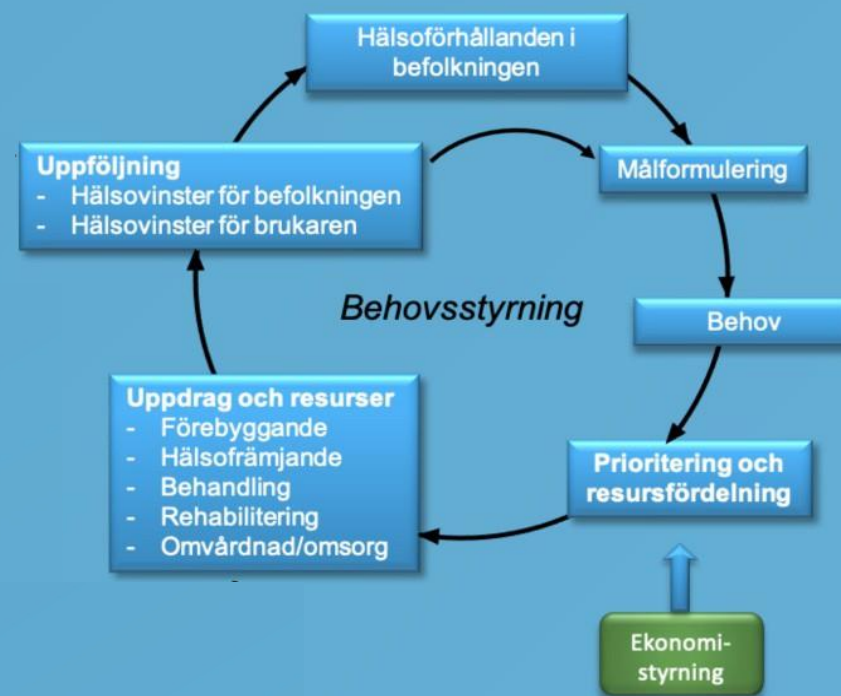 Hälsoförhållanden i
befolkningen
Målformulering
Uppföljning
- Hälsovinster för befolkningen
- Hälsovinster för brukaren
Behovsstyrning
Behov
Uppdrag och resurser
- Förebyggande
- Hälsofrämjande
- Behandling
- Rehabilitering
- Omvårdnad/omsorg
Prioritering och
resursfördelning
Ekonomi-
styrning